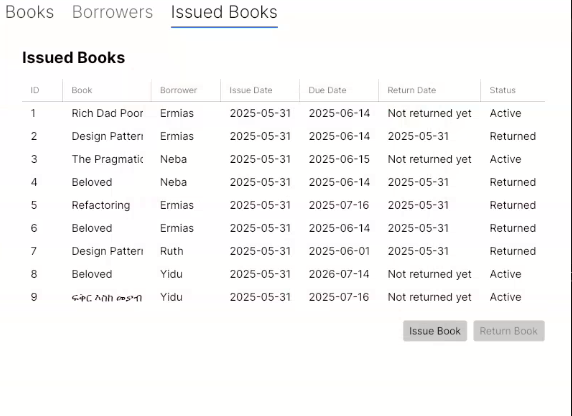 Books Borrowers Issued Books
Issued Books
ID Book Borrower Issue Date Due Date Return Date Status
1 Rich Dad Poor Ermias 2025-05-31 2025-06-14 Not returned yet Active
2 Design Patter Ermias 2025-05-31 2025-06-14 2025-05-31 Returned
3 The Pragmatic Neba 2025-05-31 2025-06-15 Not returned yet Active
4 Beloved Neba 2025-05-31 2025-06-14 2025-05-31 Returned
5 Refactoring Ermias 2025-05-31 2025-07-16 2025-05-31 Returned
6 Beloved Ermias 2025-05-31 2025-06-14 2025-05-31 Returned
7 Design Patter Ruth 2025-05-31 2025-06-01 2025-05-31 Returned
8 Beloved Yidu 2025-05-31 2026-07-14 Not returned yet Active
9 ፍቅር እስከ መቃብ Yidu 2025-05-31 2025-07-16 Not returned yet Active
Issue Book Return Book